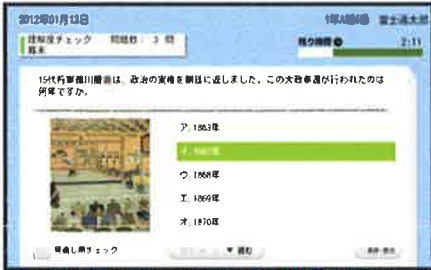 2012年01月13日
1年A組6番 富士通太郎
理解度チェック 問題数: 3 問
幕末
残り時間 2:11
15代将軍徳川慶喜は、政治の実権を朝廷に返しました。この大政奉還が行われたのは
何年ですか。
ア. 1863年
イ. 1867年
ウ. 1868年
エ. 1869年
オ. 1870年
見直し用チェック
▼ 次